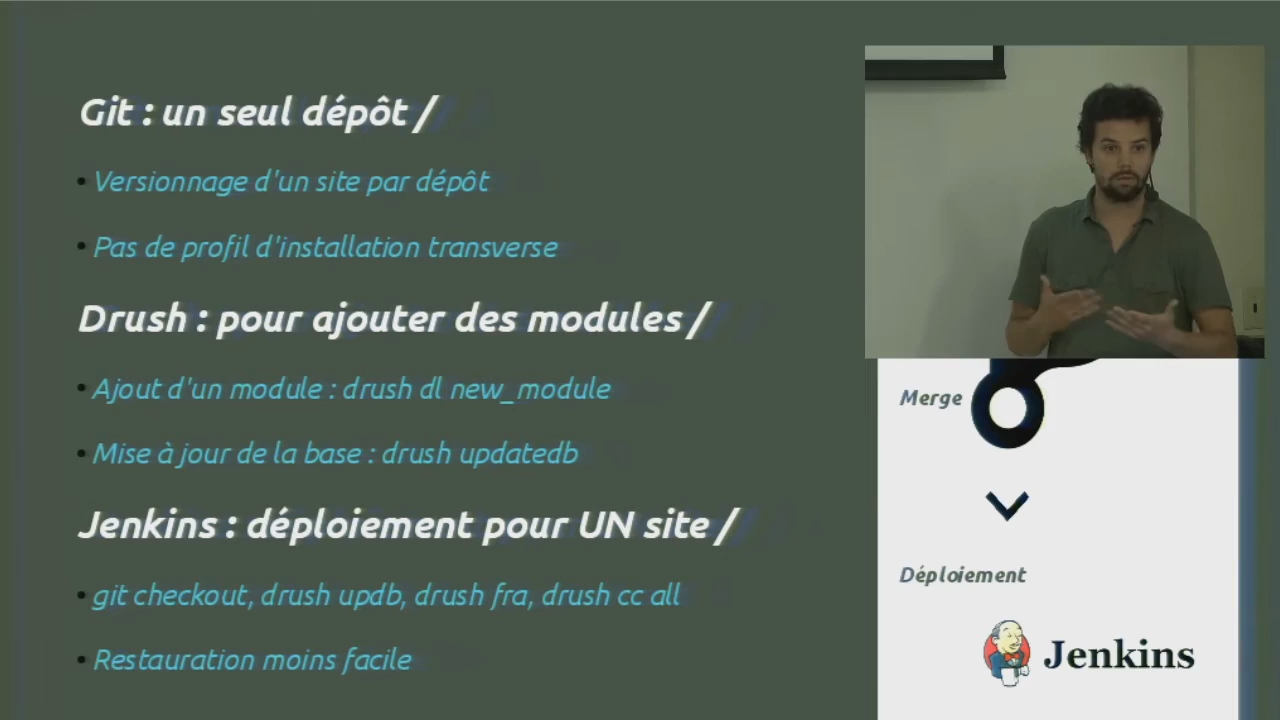 Git : un seul dépôt /
• Versionnage d'un site par dépôt
• Pas de profil d'installation transverse
Drush : pour ajouter des modules /
• Ajout d'un module : drush dl new_module
• Mise à jour de la base : drush updatedb
Jenkins : déploiement pour UN site /
• git checkout, drush updb, drush fra, drush cc all
• Restauration moins facile
Merge
Déploiement
Jenkins